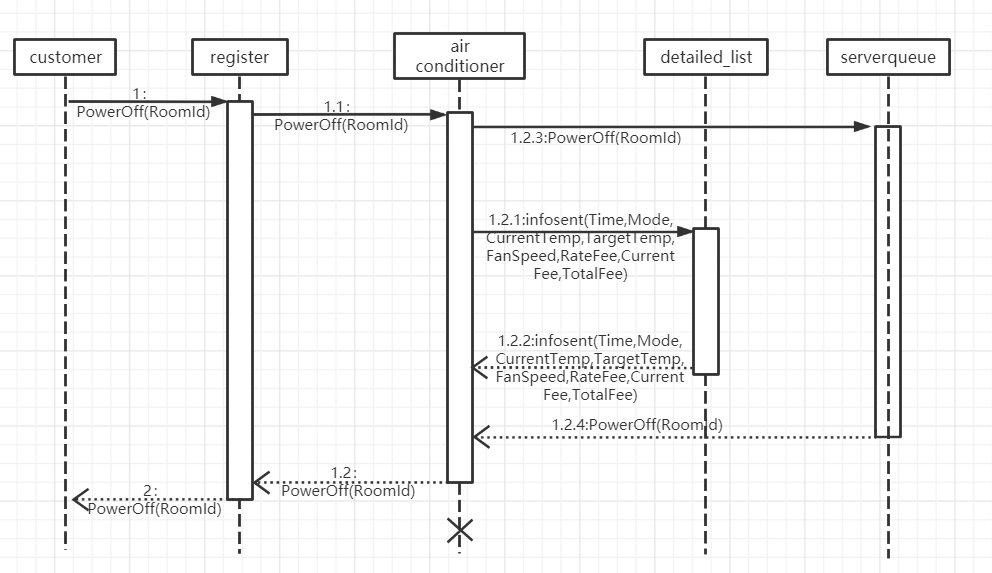 customer
register
air
conditioner
detailed_list
serverqueue
1:
PowerOff(RoomId)
1.1:
PowerOff(RoomId)
1.2.3:PowerOff(RoomId)
1.2.1:infosent(Time,Mode,
CurrentTemp,TargetTemp,
FanSpeed,RateFee,Current
Fee,TotalFee)
1.2.2:infosent(Time,Mode,
CurrentTemp,TargetTemp,
FanSpeed,RateFee,Current
Fee,TotalFee)
1.2.4:PowerOff(RoomId)
1.2:
PowerOff(RoomId)
2:
PowerOff(RoomId)